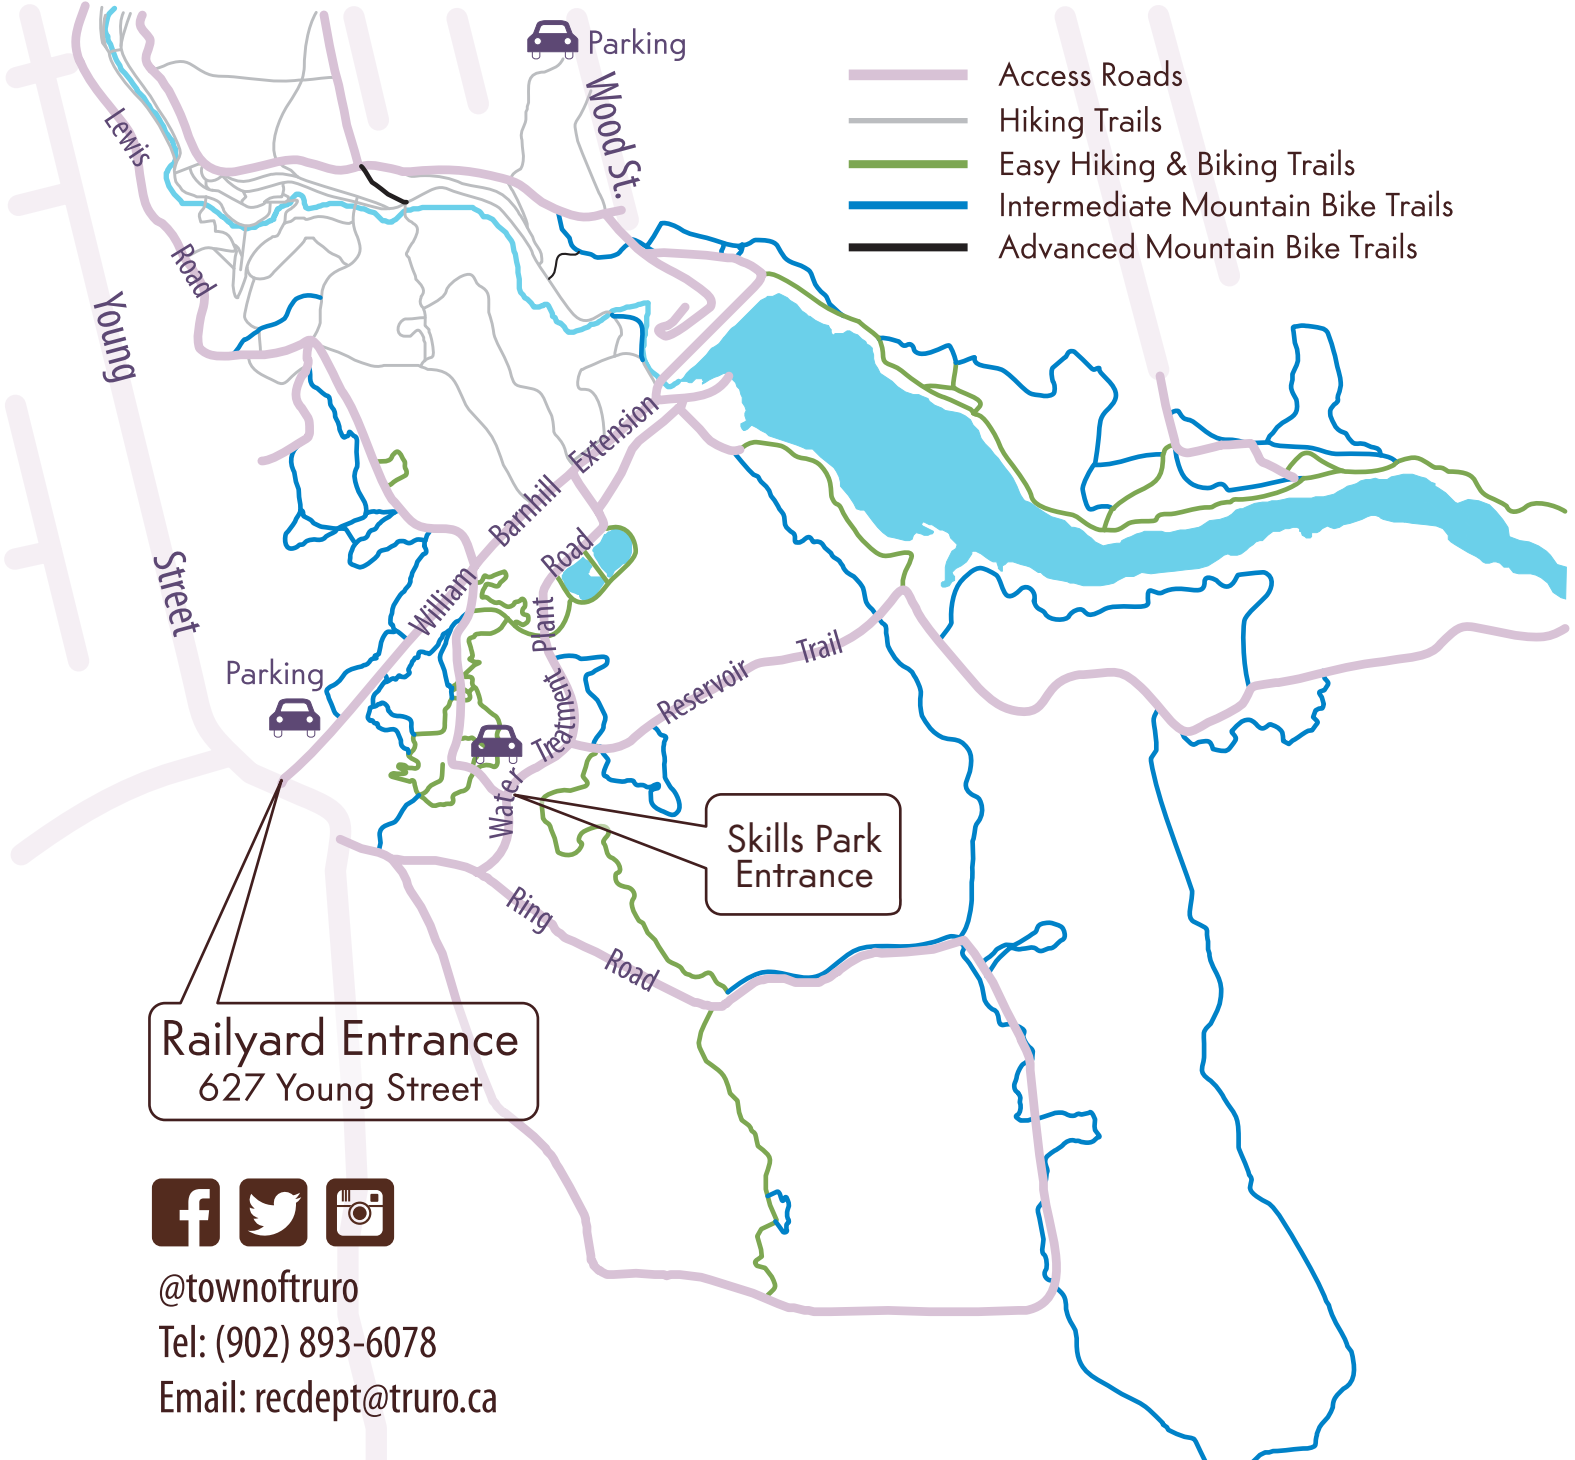 Parking
Wood St.
Access Roads
Hiking Trails
Easy Hiking & Biking Trails
Intermediate Mountain Bike Trails
Advanced Mountain Bike Trails
Lewis
Road
Young
Street
William
Barnhill
Extension
Road
Plant
Treatment
Water
Reservoir
Trail
Parking
Skills Park
Entrance
Ring
Road
Railyard Entrance
627 Young Street
@townoftruro
Tel: (902) 893-6078
Email: recdept@truro.ca